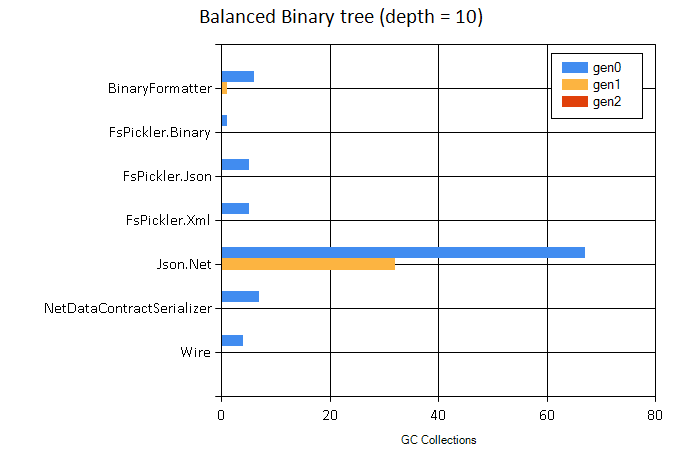 Balanced Binary tree (depth = 10)
gen0
gen1
gen2
BinaryFormatter
FsPickler.Binary
FsPickler.Json
FsPickler.Xml
Json.Net
NetDataContractSerializer
Wire
0 20 40 60 80
GC Collections